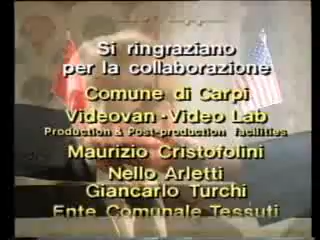 Si ringraziano
per la collaborazione
Comune di Carpi
Videovan - Video Lab
Production & Post-production facilities
Maurizio Cristofolini
Nello Arletti
Giancarlo Turchi
Ente Comunale Tessuti